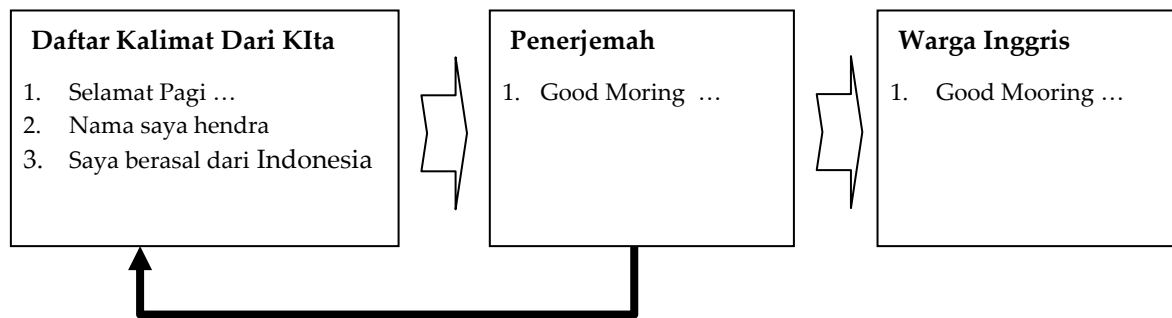 Daftar Kalimat Dari KIta
1. Selamat Pagi …
2. Nama saya hendra
3. Saya berasal dari Indonesia
Penerjemah
1. Good Moring …
Warga Inggris
1. Good Mooring …